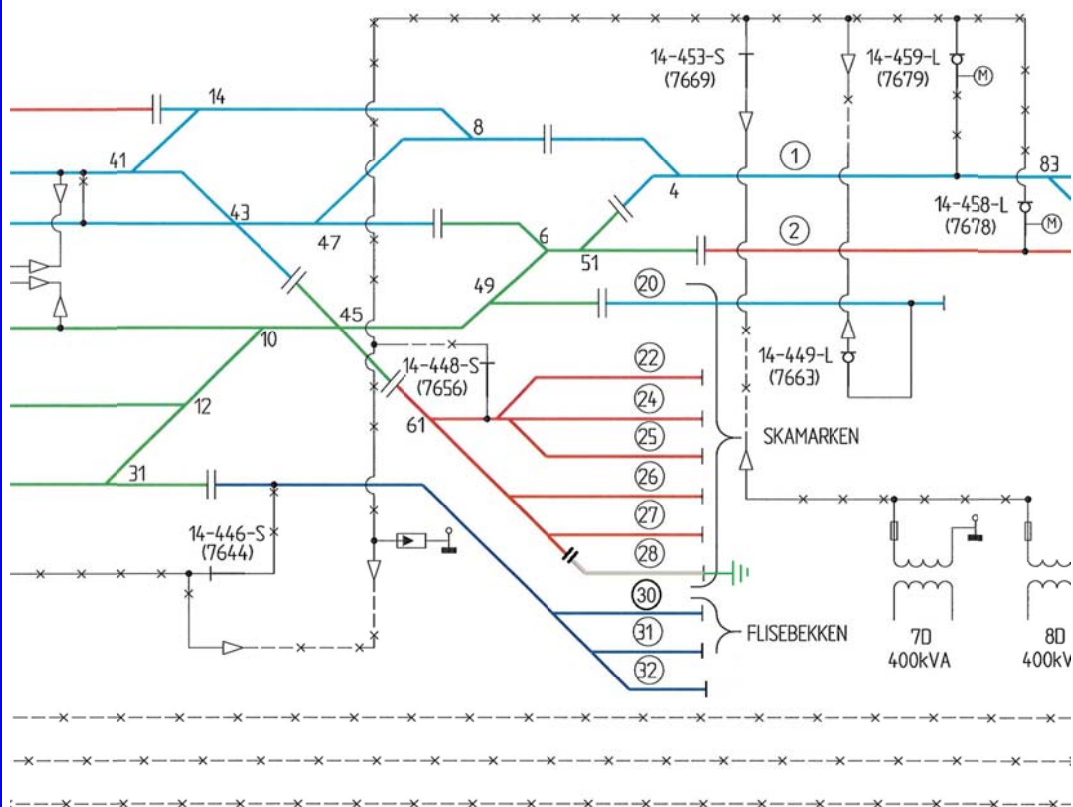 14-453-S
(7669)
14-459-L
(7679)
M
14
8
41
1
83
4
14-458-L
(7678)
M
43
47
6
2
51
49
20
45
10
14-448-S
(7656)
14-449-L
(7663)
22
24
12
61
25
SKAMARKEN
31
26
27
14-446-S
(7644)
28
30
31
FLISEBEKKEN
32
7D
400kVA
8D
400kV